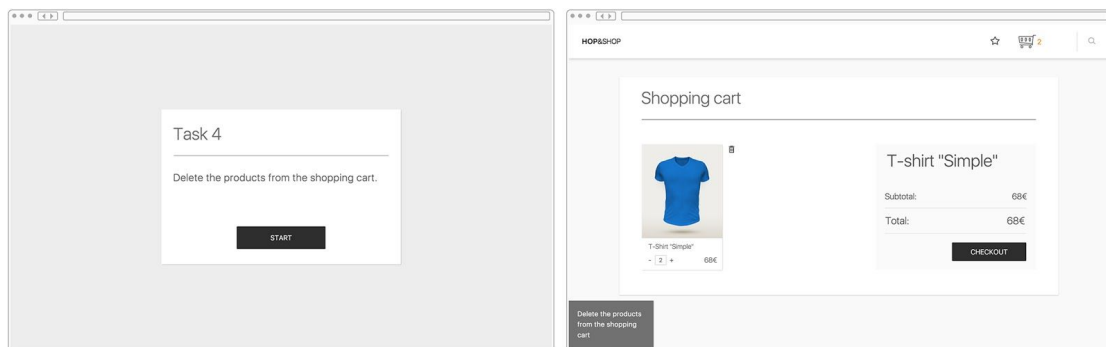 Task 4
Delete the products from the shopping cart.
START
HOP&SHOP
2
Shopping cart
T-Shirt "Simple"
- 2 + 68€
T-shirt "Simple"
Subtotal: 68€
Total: 68€
CHECKOUT
Delete the products
from the shopping
cart